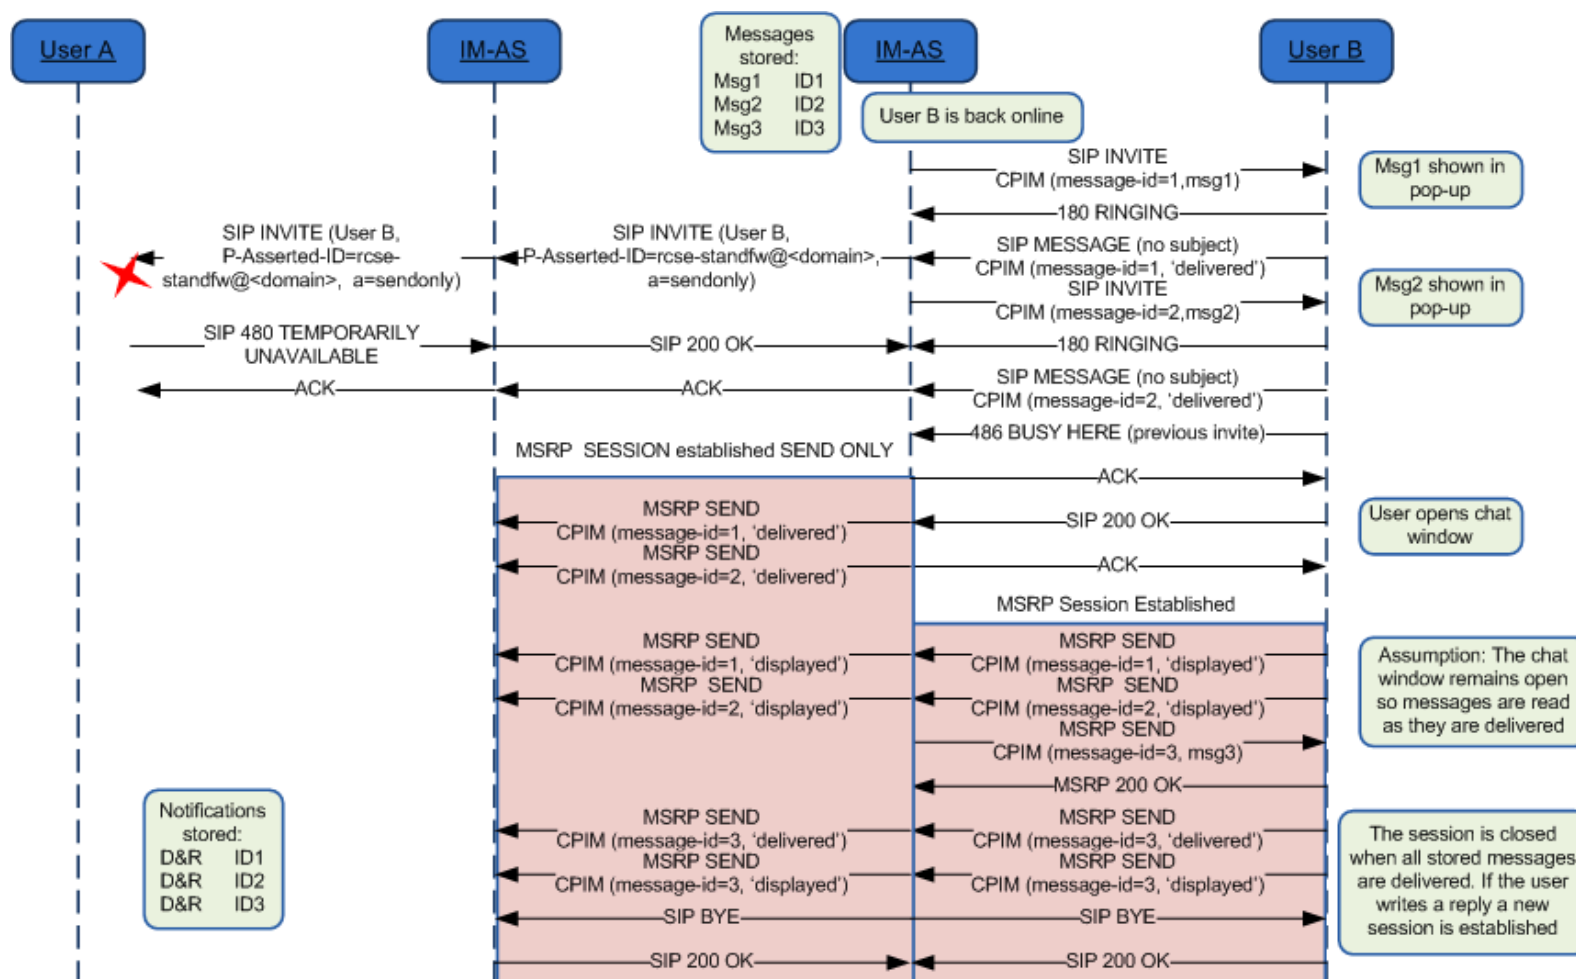 User A
IM-AS
Messages
stored:
Msg1 ID1
Msg2 ID2
Msg3 ID3
IM-AS
User B
User B is back online
SIP INVITE
CPIM (message-id=1,msg1)
Msg1 shown in
pop-up
180 RINGING
SIP INVITE (User B,
P-Asserted-ID=rcse-
standfw@<domain>, a=sendonly)
SIP INVITE (User B,
P-Asserted-ID=rcse-standfw@<domain>,
a=sendonly)
SIP MESSAGE (no subject)
CPIM (message-id=1, ‘delivered’)
SIP INVITE
CPIM (message-id=2,msg2)
Msg2 shown in
pop-up
SIP 480 TEMPORARILY
UNAVAILABLE
SIP 200 OK
180 RINGING
ACK
ACK
SIP MESSAGE (no subject)
CPIM (message-id=2, ‘delivered’)
486 BUSY HERE (previous invite)
MSRP SESSION established SEND ONLY
ACK
MSRP SEND
CPIM (message-id=1, ‘delivered’)
SIP 200 OK
User opens chat
window
MSRP SEND
CPIM (message-id=2, ‘delivered’)
ACK
MSRP Session Established
MSRP SEND
CPIM (message-id=1, ‘displayed’)
MSRP SEND
CPIM (message-id=1, ‘displayed’)
Assumption: The chat
window remains open
so messages are read
as they are delivered
MSRP SEND
CPIM (message-id=2, ‘displayed’)
MSRP SEND
CPIM (message-id=2, ‘displayed’)
MSRP SEND
CPIM (message-id=3, msg3)
MSRP 200 OK
Notifications
stored:
D&R ID1
D&R ID2
D&R ID3
MSRP SEND
CPIM (message-id=3, ‘delivered’)
MSRP SEND
CPIM (message-id=3, ‘delivered’)
The session is closed
when all stored messages
are delivered. If the user
writes a reply a new
session is established
MSRP SEND
CPIM (message-id=3, ‘displayed’)
MSRP SEND
CPIM (message-id=3, ‘displayed’)
SIP BYE
SIP BYE
SIP 200 OK
SIP 200 OK